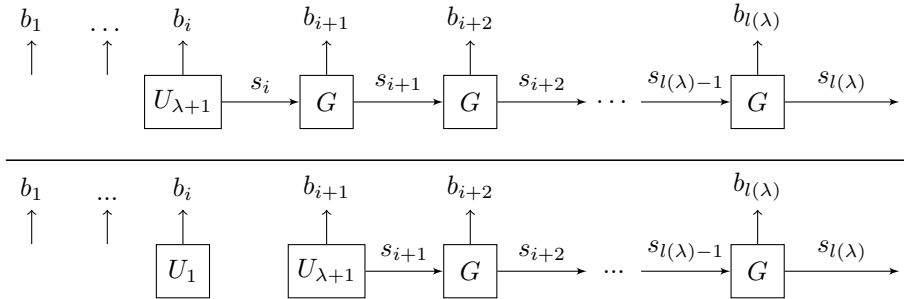 b_1 … b_i b_{i+1} b_{i+2} b_{l(λ)}
s_i s_{i+1} s_{i+2} s_{l(λ)−1} s_{l(λ)}
U_{λ+1} G G … G
b_1 ... b_i b_{i+1} b_{i+2} b_{l(λ)}
s_{i+1} s_{i+2} s_{l(λ)−1} s_{l(λ)}
U_1 U_{λ+1} G ... G